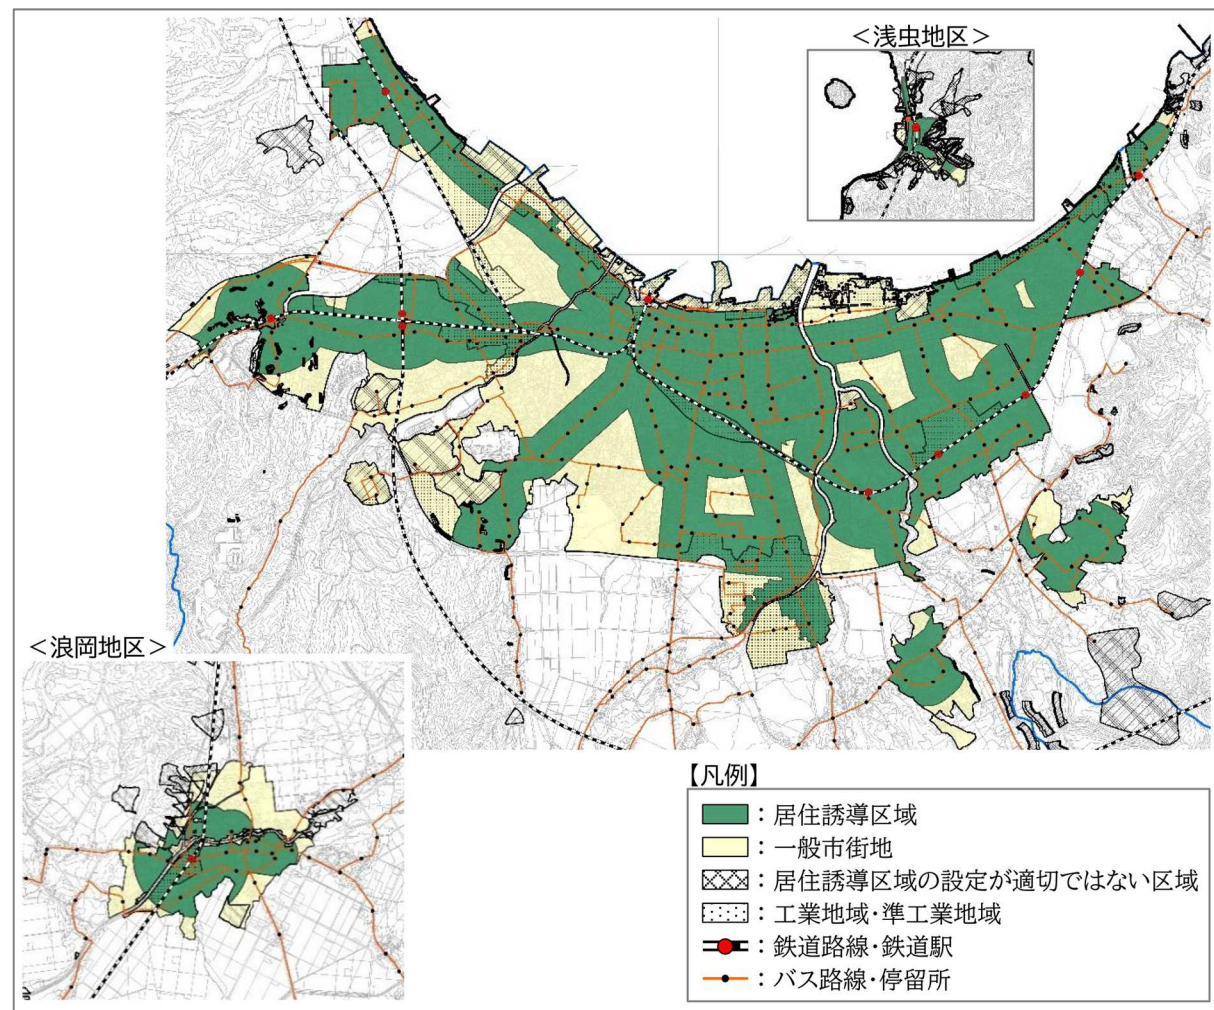 ＜浅虫地区＞
＜浪岡地区＞
【凡例】
：居住誘導区域
：一般市街地
：居住誘導区域の設定が適切ではない区域
：工業地域・準工業地域
：鉄道路線・鉄道駅
：バス路線・停留所